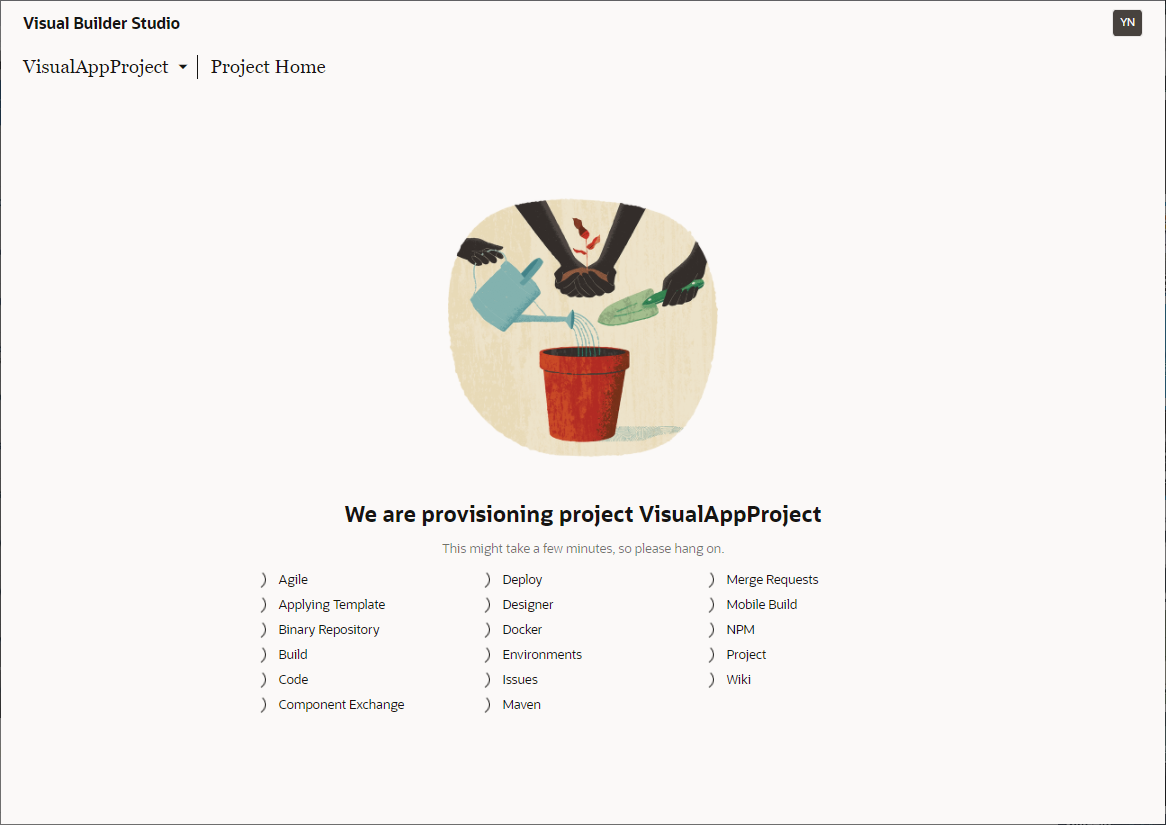 Visual Builder Studio
YN
VisualAppProject
Project Home
We are provisioning project VisualAppProject
This might take a few minutes, so please hang on.
Agile
Applying Template
Binary Repository
Build
Code
Component Exchange
Deploy
Designer
Docker
Environments
Issues
Maven
Merge Requests
Mobile Build
NPM
Project
Wiki